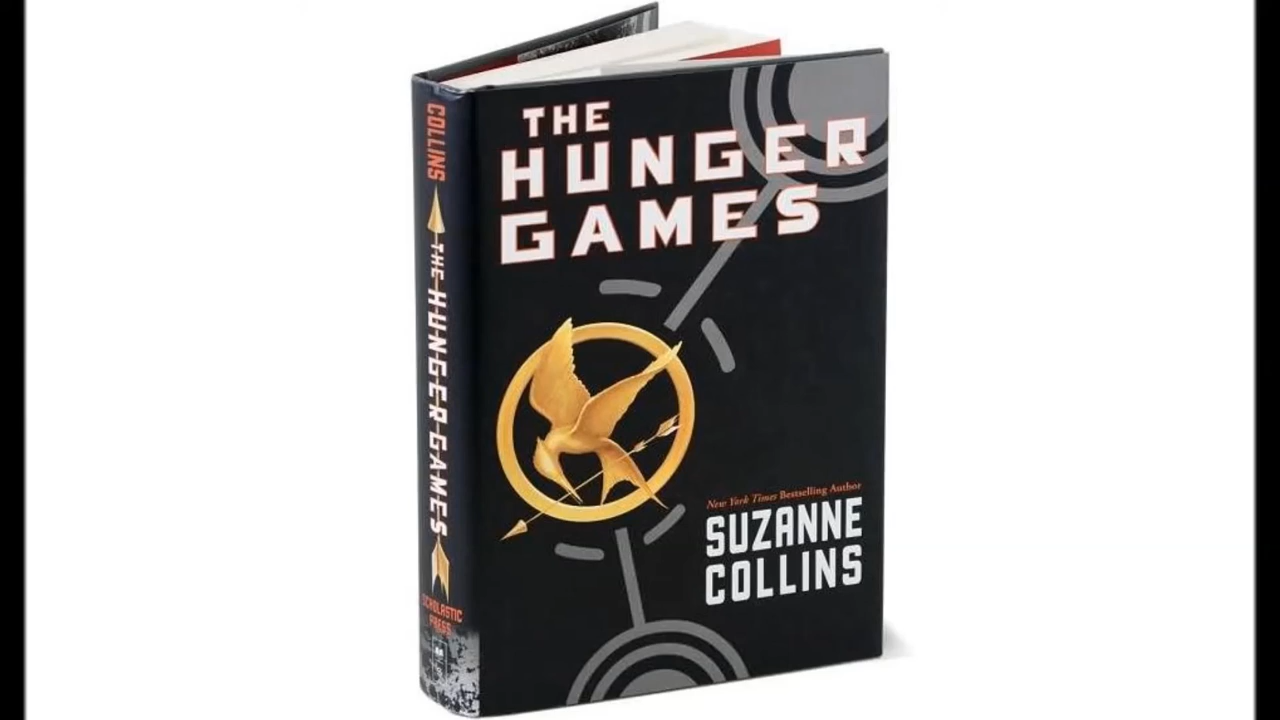 COLLINS
THE HUNGER GAMES
SCHOLASTIC
PRESS
THE
HUNGER
GAMES
New York Times Bestselling Author
SUZANNE
COLLINS